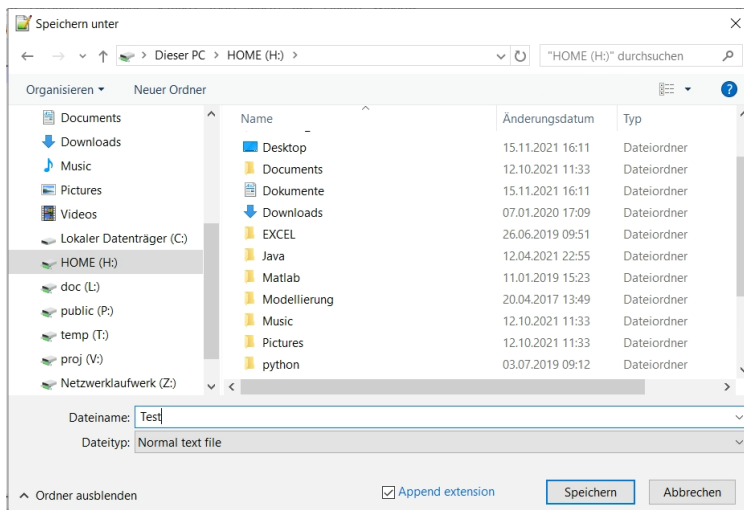 Speichern unter
Dieser PC > HOME (H:) >
"HOME (H:)" durchsuchen
Organisieren
Neuer Ordner
Documents
Downloads
Music
Pictures
Videos
Lokaler Datenträger (C:)
HOME (H:)
doc (L:)
public (P:)
temp (T:)
proj (V:)
Netzwerklaufwerk (Z:)
Name Änderungsdatum Typ
Desktop 15.11.2021 16:11 Dateiordner
Documents 12.10.2021 11:33 Dateiordner
Dokumente 15.11.2021 16:11 Dateiordner
Downloads 07.01.2020 17:09 Dateiordner
EXCEL 26.06.2019 09:51 Dateiordner
Java 12.04.2021 22:55 Dateiordner
Matlab 11.01.2019 15:23 Dateiordner
Modellierung 20.04.2017 13:49 Dateiordner
Music 12.10.2021 11:33 Dateiordner
Pictures 12.10.2021 11:33 Dateiordner
python 03.07.2019 09:12 Dateiordner
Dateiname: Test
Dateityp: Normal text file
Ordner ausblenden
Append extension
Speichern
Abbrechen